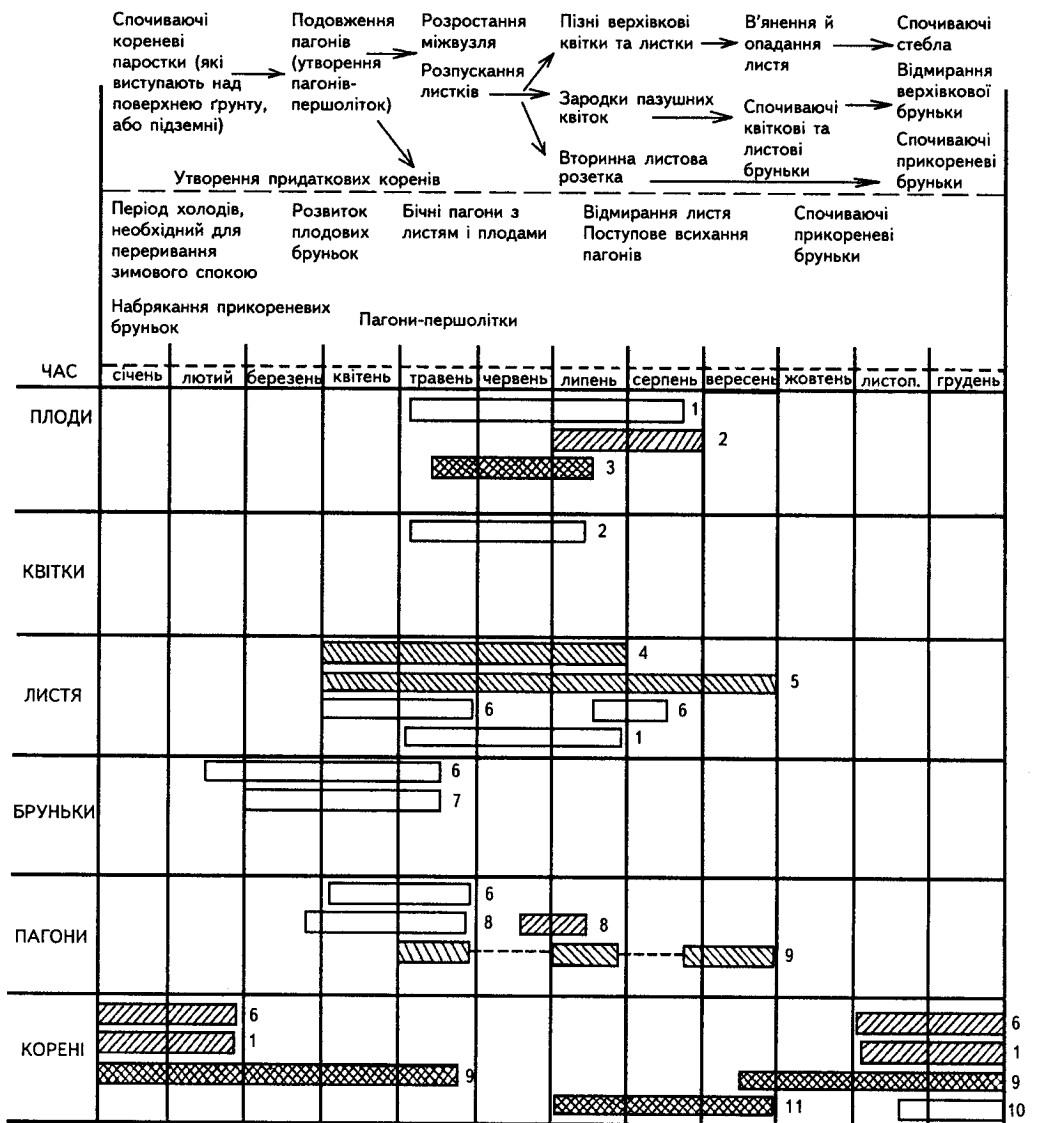 Спочиваючі
кореневі
паростки (які
виступають над
поверхнею ґрунту,
або підземні)
Подовження
пагонів
(утворення
пагонів-
першоліток)
Розростання
міжвузля
Розпускання
листків
Пізні верхівкові
квітки та листки
В'янення й
опадання
листя
Спочиваючі
стебла
Відмирання
верхівкової
бруньки
Зародки пазушних
квіток
Спочиваючі
квіткові та
листові
бруньки
Спочиваючі
прикореневі
бруньки
Вторинна листова
розетка
Утворення придаткових коренів
Період холодів,
необхідний для
переривання
зимового спокою
Розвиток
плодових
бруньок
Бічні пагони з
листям і плодами
Відмирання листя
Поступове всихання
пагонів
Спочиваючі
прикореневі
бруньки
Набрякання прикореневих
бруньок
Пагони-першолітки
ЧАС
січень лютий березень квітень травень червень липень серпень вересень жовтень листоп. грудень
ПЛОДИ
1
2
3
КВІТКИ
2
ЛИСТЯ
4
5
6 6
1
БРУНЬКИ
6
7
ПАГОНИ
6
8 8
9
КОРЕНІ
6 6
1 1
9 9
11 10